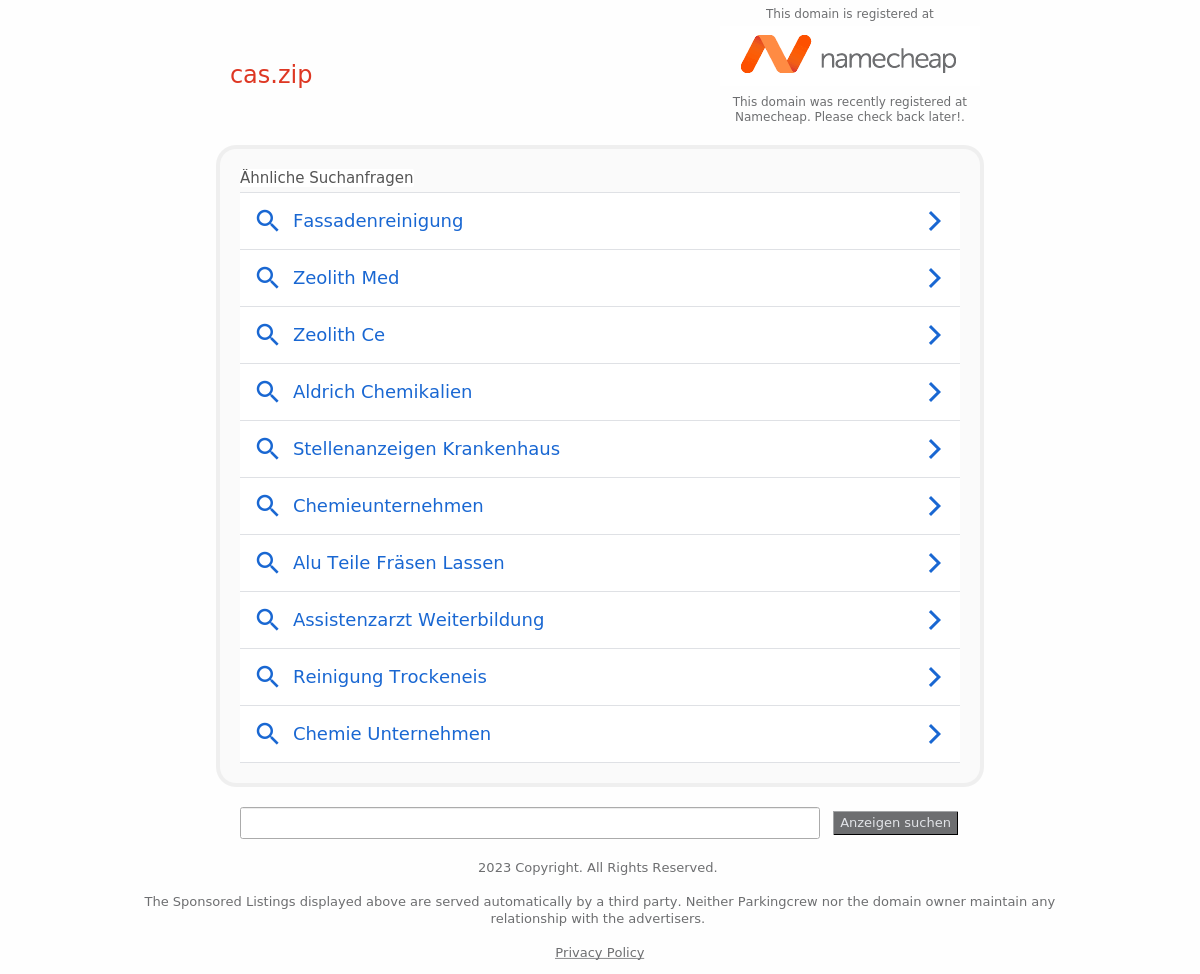 This domain is registered at
namecheap
cas.zip
This domain was recently registered at
Namecheap. Please check back later!.
Ähnliche Suchanfragen
Fassadenreinigung
Zeolith Med
Zeolith Ce
Aldrich Chemikalien
Stellenanzeigen Krankenhaus
Chemieunternehmen
Alu Teile Fräsen Lassen
Assistenzarzt Weiterbildung
Reinigung Trockeneis
Chemie Unternehmen
Anzeigen suchen
2023 Copyright. All Rights Reserved.
The Sponsored Listings displayed above are served automatically by a third party. Neither Parkingcrew nor the domain owner maintain any
relationship with the advertisers.
Privacy Policy